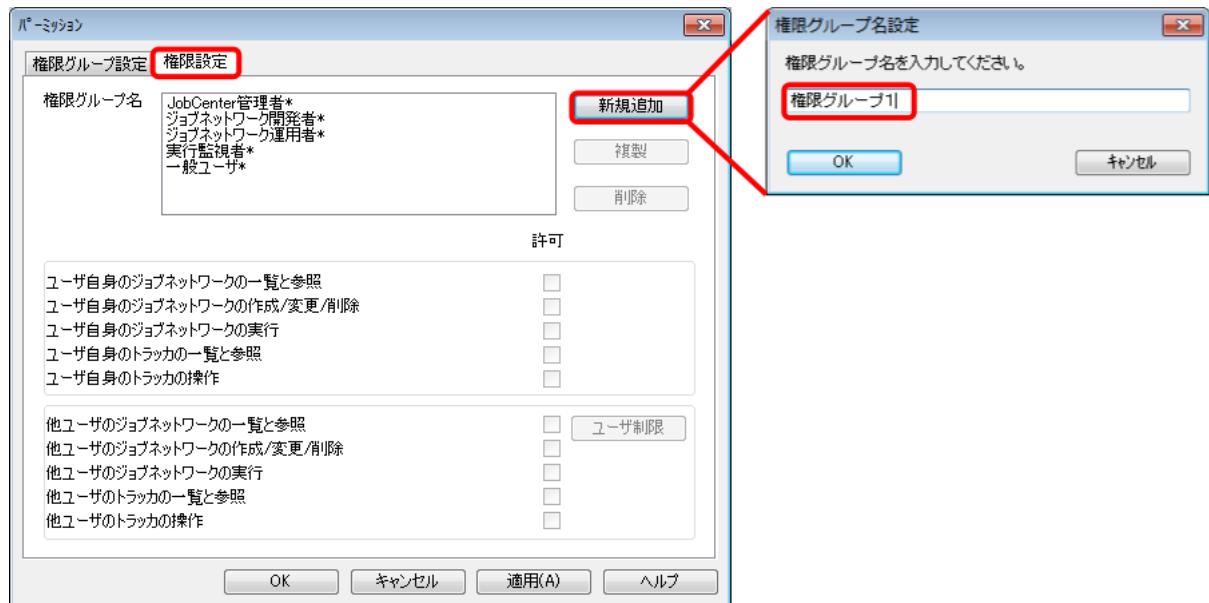 パーミッション
権限グループ設定 権限設定
権限グループ名
JobCenter管理者*
ジョブネットワーク開発者*
ジョブネットワーク運用者*
実行監視者*
一般ユーザ*
新規追加
複製
削除
許可
ユーザ自身のジョブネットワークの一覧と参照
ユーザ自身のジョブネットワークの作成/変更/削除
ユーザ自身のジョブネットワークの実行
ユーザ自身のトラッカの一覧と参照
ユーザ自身のトラッカの操作
他ユーザのジョブネットワークの一覧と参照
ユーザ制限
他ユーザのジョブネットワークの作成/変更/削除
他ユーザのジョブネットワークの実行
他ユーザのトラッカの一覧と参照
他ユーザのトラッカの操作
OK キャンセル 適用(A) ヘルプ
権限グループ名設定
権限グループ名を入力してください。
権限グループ1
OK キャンセル